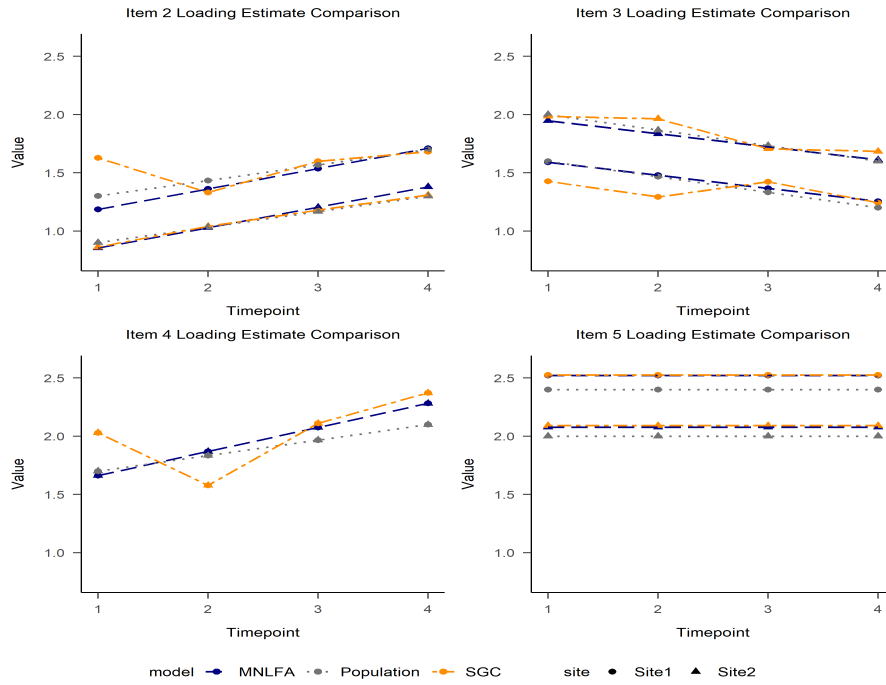 Item 2 Loading Estimate Comparison
Item 3 Loading Estimate Comparison
2.5
2.0
1.5
1.0
Value
1 2 3 4
Timepoint
2.5
2.0
1.5
1.0
Value
1 2 3 4
Timepoint
Item 4 Loading Estimate Comparison
Item 5 Loading Estimate Comparison
2.5
2.0
1.5
1.0
Value
1 2 3 4
Timepoint
2.5
2.0
1.5
1.0
Value
1 2 3 4
Timepoint
model MNLFA Population SGC site Site1 Site2